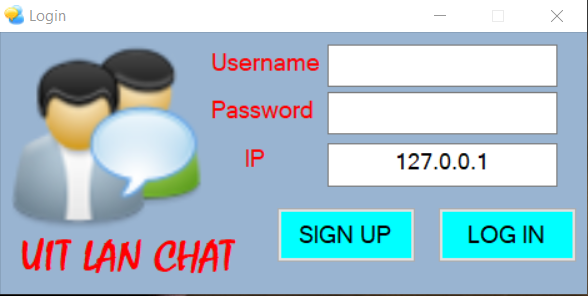 Login
Username
Password
IP 127.0.0.1
SIGN UP LOG IN
UIT LAN CHAT